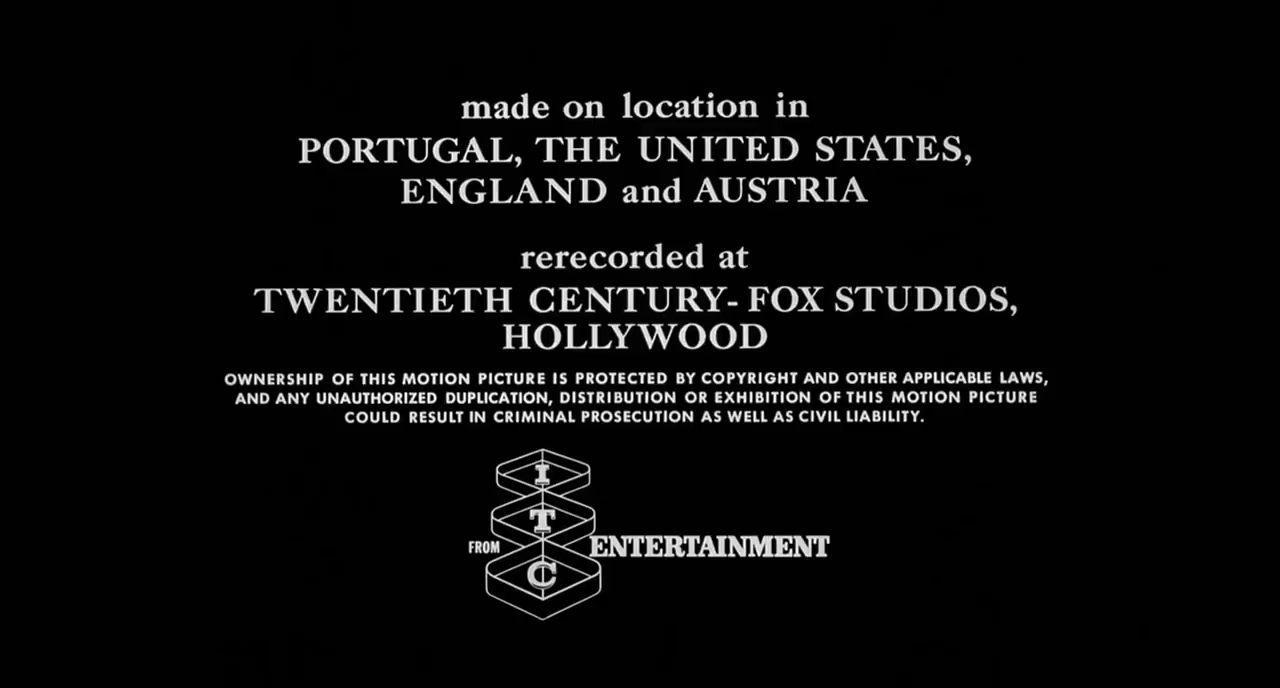 made on location in
PORTUGAL, THE UNITED STATES,
ENGLAND and AUSTRIA
rerecorded at
TWENTIETH CENTURY-FOX STUDIOS,
HOLLYWOOD
OWNERSHIP OF THIS MOTION PICTURE IS PROTECTED BY COPYRIGHT AND OTHER APPLICABLE LAWS,
AND ANY UNAUTHORIZED DUPLICATION, DISTRIBUTION OR EXHIBITION OF THIS MOTION PICTURE
COULD RESULT IN CRIMINAL PROSECUTION AS WELL AS CIVIL LIABILITY.
FROM ITC ENTERTAINMENT